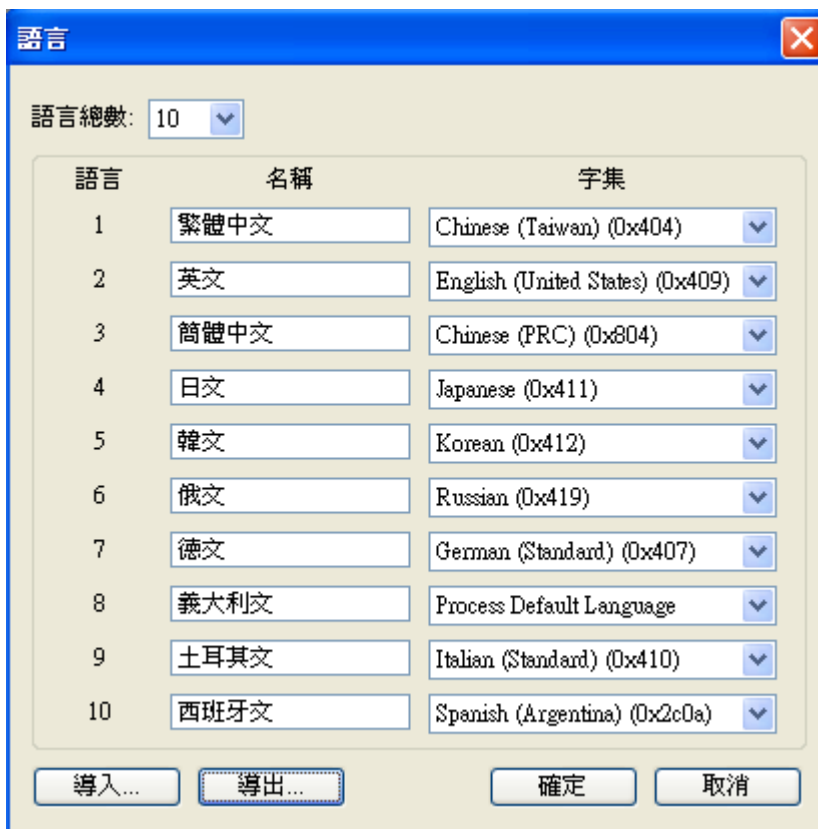 語言
語言總數: 10
語言 名稱 字集
1 繁體中文 Chinese (Taiwan) (0x404)
2 英文 English (United States) (0x409)
3 簡體中文 Chinese (PRC) (0x804)
4 日文 Japanese (0x411)
5 韓文 Korean (0x412)
6 俄文 Russian (0x419)
7 德文 German (Standard) (0x407)
8 義大利文 Process Default Language
9 土耳其文 Italian (Standard) (0x410)
10 西班牙文 Spanish (Argentina) (0x2c0a)
導入... 導出... 確定 取消